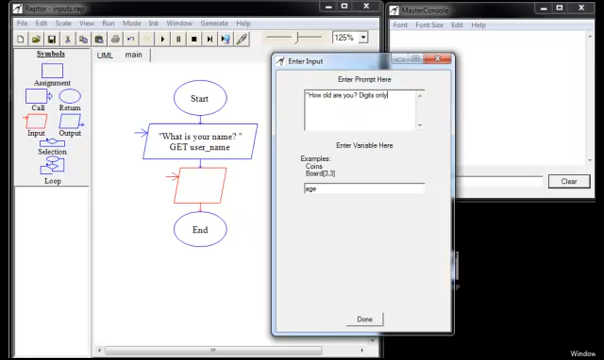 Raptor - inputs.rap
File Edit Scale View Run Mode Ink Window Generate Help
125%
Symbols
Assignment
Call Return
Input Output
Selection
Loop
UML main
Start
"What is your name? "
GET user_name
End
Enter Input
Enter Prompt Here
"How old are you? Digits only
Enter Variable Here
Examples:
Coins
Board[3,3]
age
Done
MasterConsole
Font Font Size Edit Help
Clear
Window